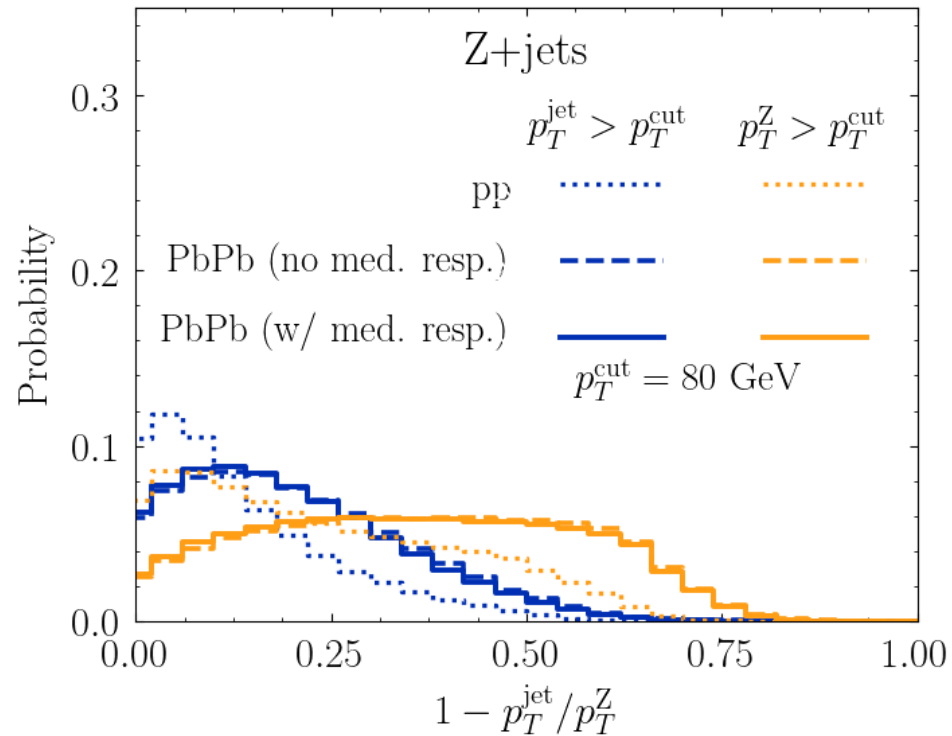 Z+jets
p_T^jet > p_T^cut p_T^Z > p_T^cut
pp
PbPb (no med. resp.)
PbPb (w/ med. resp.)
p_T^cut = 80 GeV
Probability
0.3
0.2
0.1
0.0
0.00 0.25 0.50 0.75 1.00
1 − p_T^jet/p_T^Z